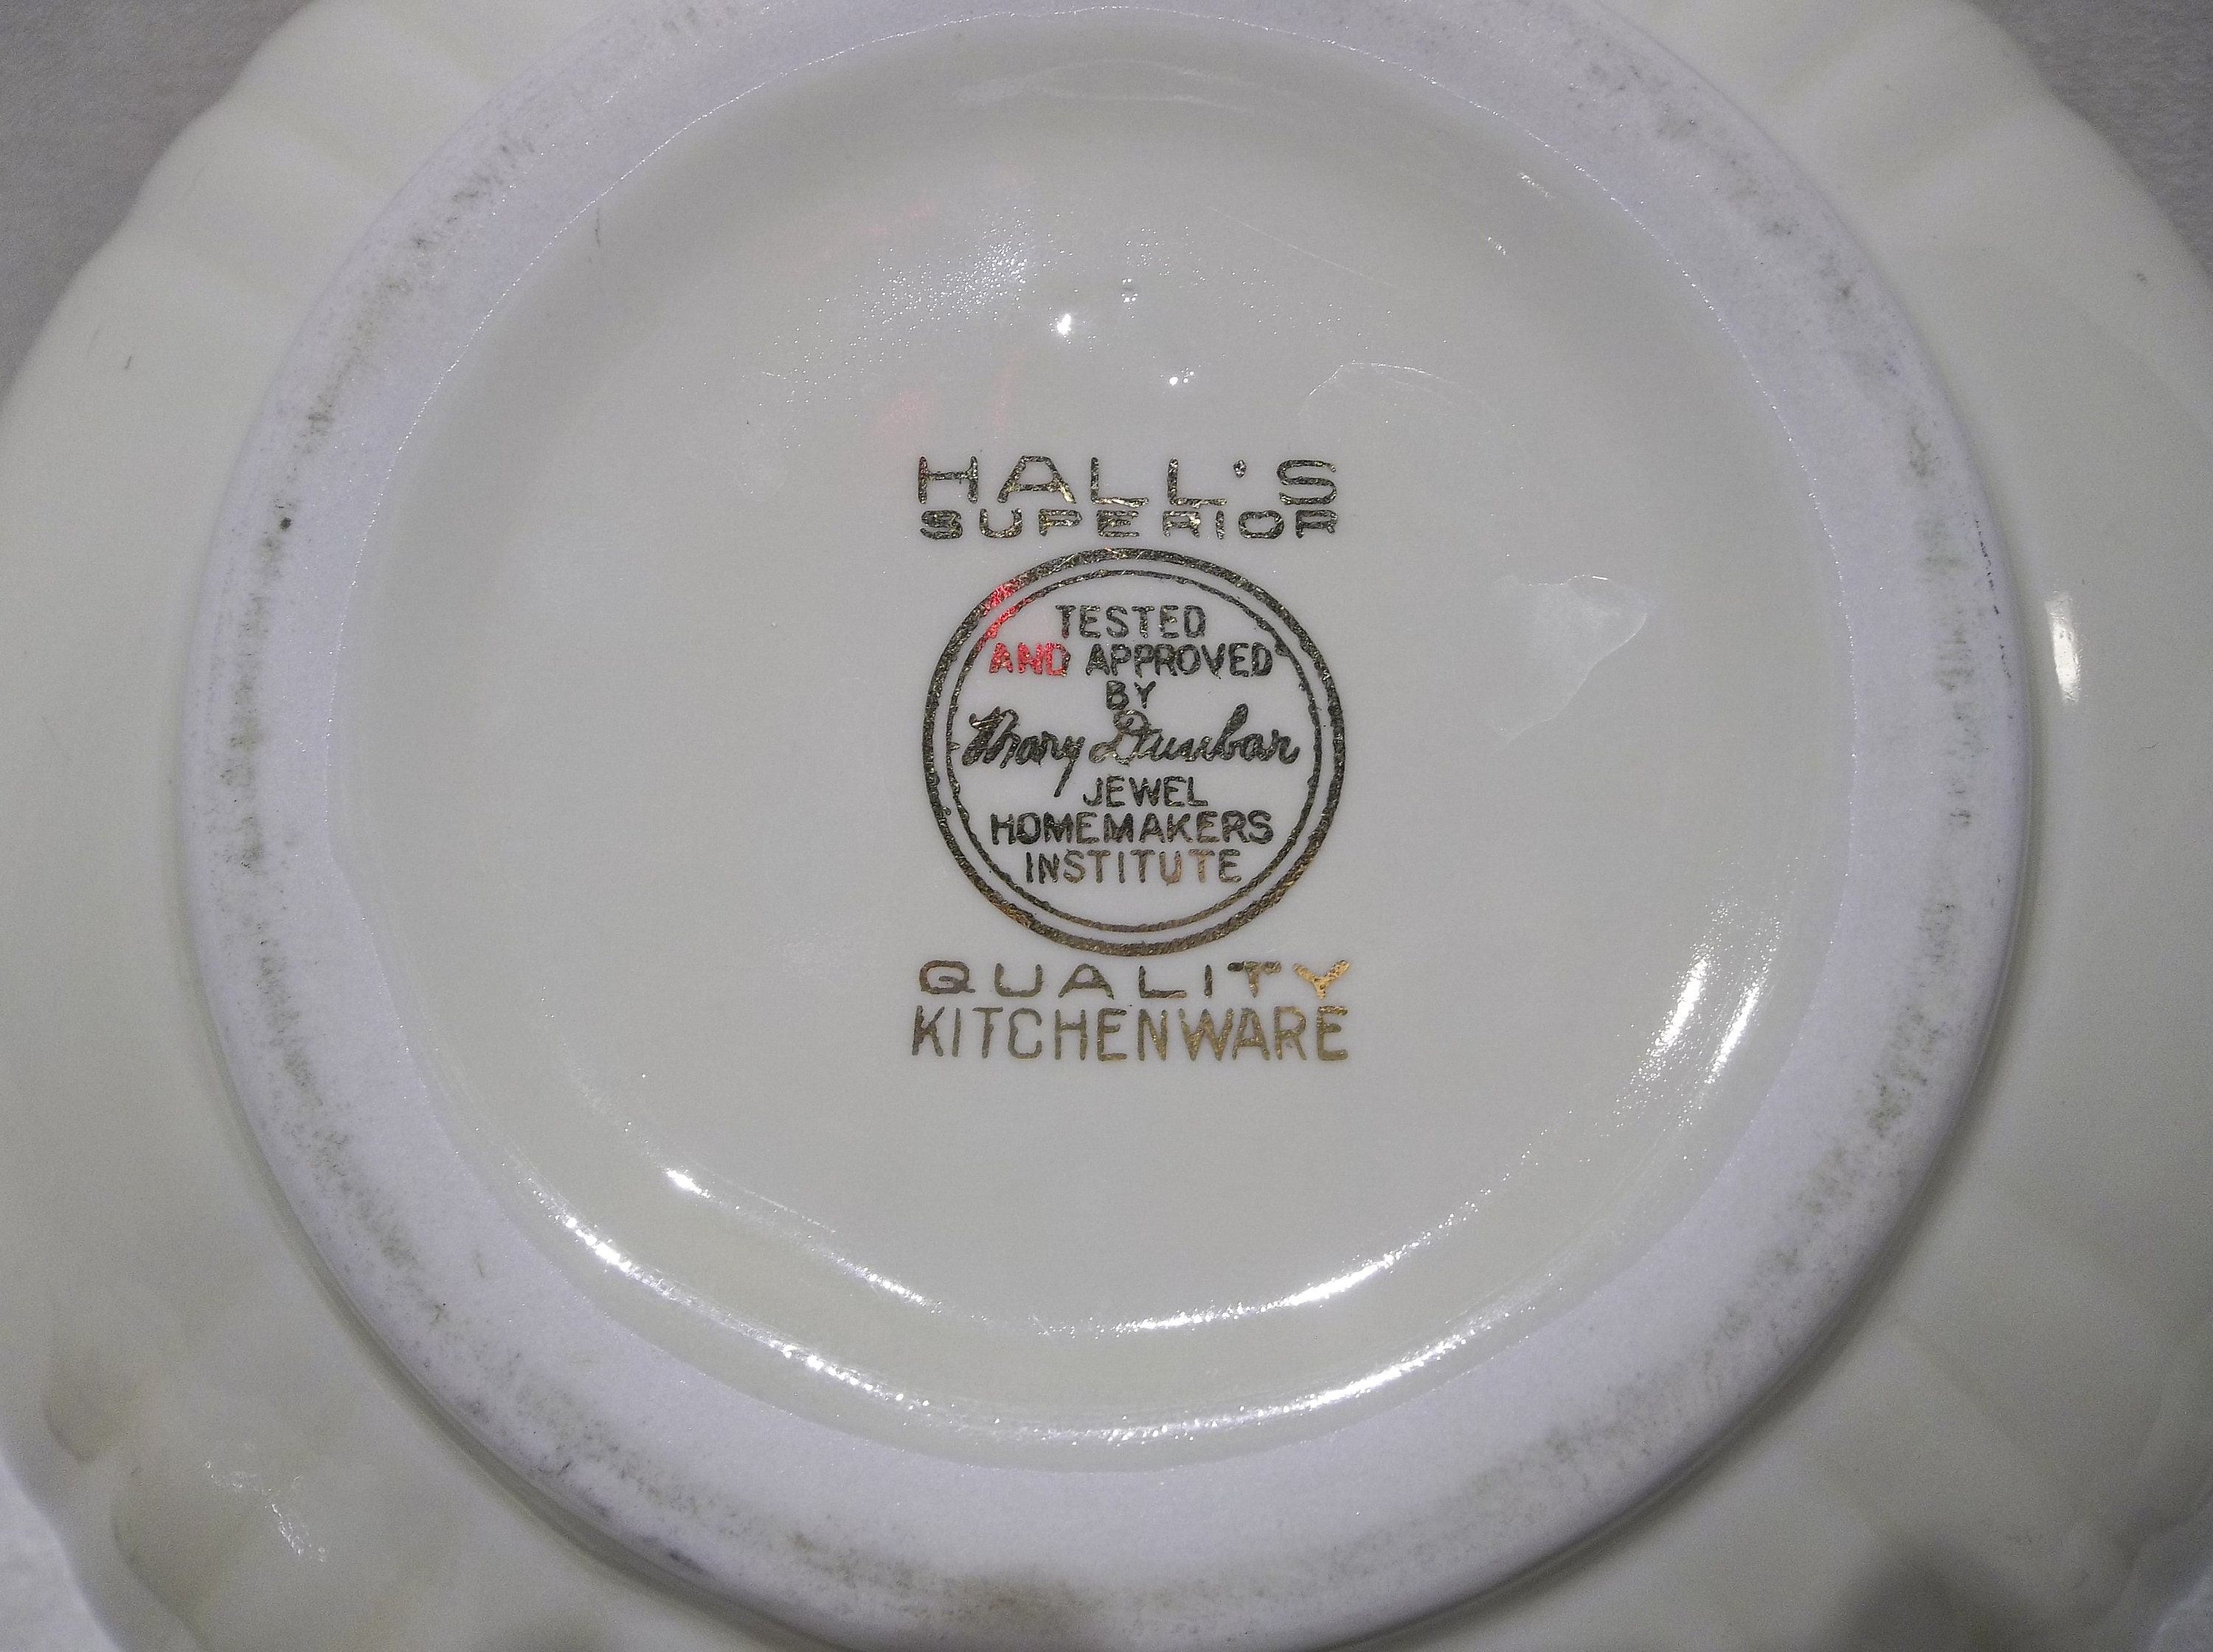 HALL'S
SUPERIOR
TESTED
AND APPROVED
BY
Mary Dunbar
JEWEL
HOMEMAKERS
INSTITUTE
QUALITY
KITCHENWARE